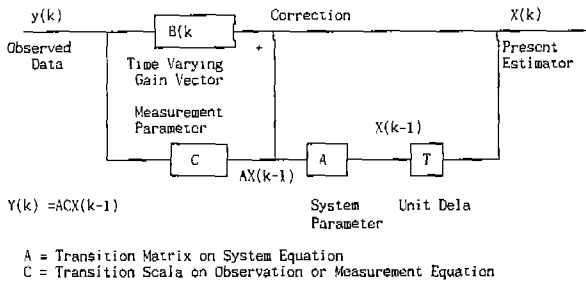 y(k)
Correction
X(k)
B(k
+
Observed
Data
Time Varying
Gain Vector
Present
Estimator
Measurement
Parameter
X(k-1)
C
AX(k-1)
A
T
Y(k) =ACX(k-1)
System
Parameter
Unit Dela
A = Transition Matrix on System Equation
C = Transition Scala on Observation or Measurement Equation